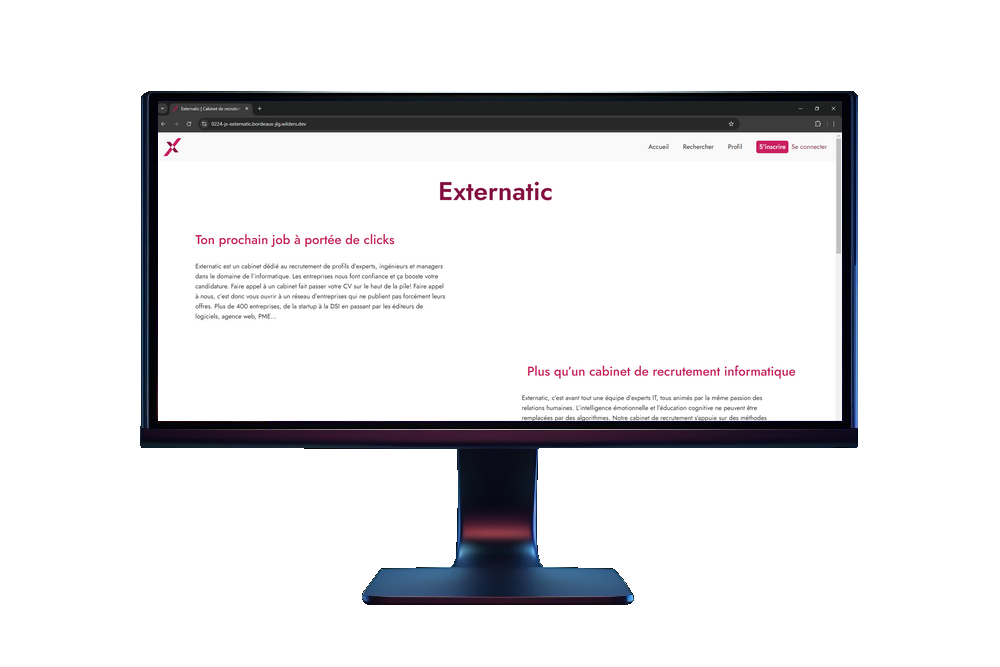 Externatic | Cabinet de recrute
0224-js-externatic.bordeaux-jlg.wilders.dev
Accueil Rechercher Profil S'inscrire Se connecter
Externatic
Ton prochain job à portée de clicks
Externatic est un cabinet dédié au recrutement de profils d'experts, ingénieurs et managers
dans le domaine de l'informatique. Les entreprises nous font confiance et ça booste votre
candidature. Faire appel à un cabinet fait passer votre CV sur le haut de la pile! Faire appel
à nous, c'est donc vous ouvrir à un réseau d'entreprises qui ne publient pas forcément leurs
offres. Plus de 400 entreprises, de la startup à la DSI en passant par les éditeurs de
logiciels, agence web, PME...
Plus qu'un cabinet de recrutement informatique
Externatic, c'est avant tout une équipe d'experts IT, tous animés par la même passion des
relations humaines. L'intelligence émotionnelle et l'éducation cognitive ne peuvent être
remplacées par des algorithmes. Notre cabinet de recrutement s'appuie sur des méthodes